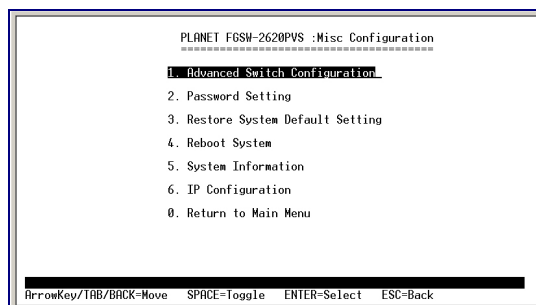 PLANET FGSW-2620PVS :Misc Configuration
=======================================
1. Advanced Switch Configuration
2. Password Setting
3. Restore System Default Setting
4. Reboot System
5. System Information
6. IP Configuration
0. Return to Main Menu
ArrowKey/TAB/BACK=Move SPACE=Toggle ENTER=Select ESC=Back